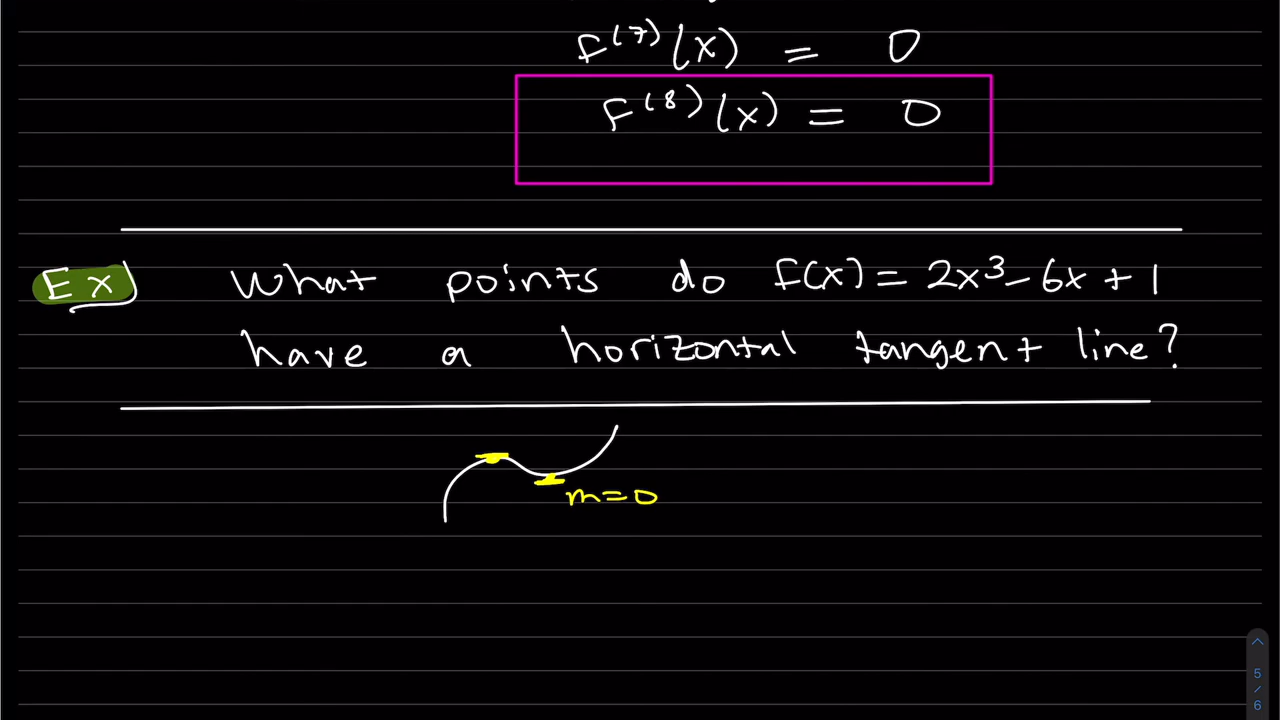 f⁽⁷⁾(x) = 0
f⁽⁸⁾(x) = 0
Ex) What points do f(x) = 2x³ - 6x + 1
have a horizontal tangent line?
m = 0
5
/
6